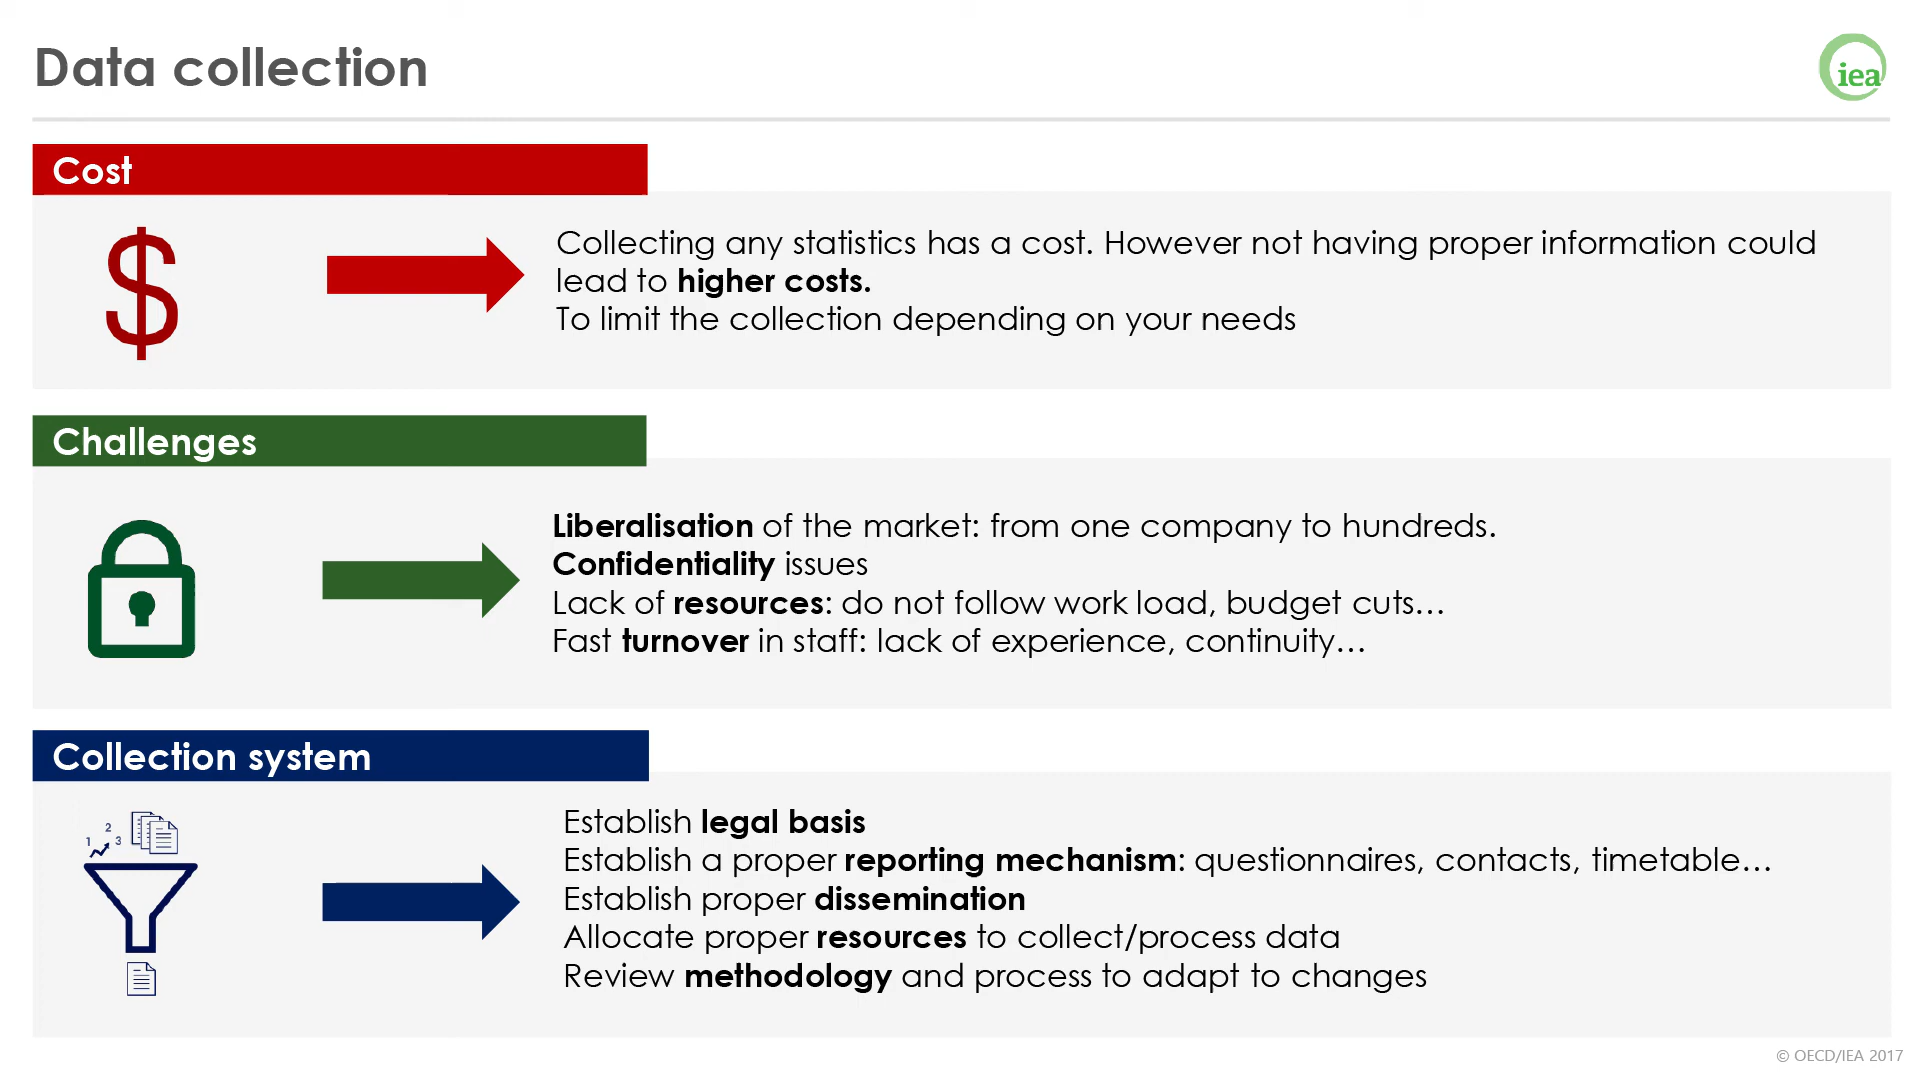 Data collection
iea
Cost
$
Collecting any statistics has a cost. However not having proper information could
lead to higher costs.
To limit the collection depending on your needs
Challenges
Liberalisation of the market: from one company to hundreds.
Confidentiality issues
Lack of resources: do not follow work load, budget cuts…
Fast turnover in staff: lack of experience, continuity…
Collection system
1 2 3
Establish legal basis
Establish a proper reporting mechanism: questionnaires, contacts, timetable…
Establish proper dissemination
Allocate proper resources to collect/process data
Review methodology and process to adapt to changes
© OECD/IEA 2017